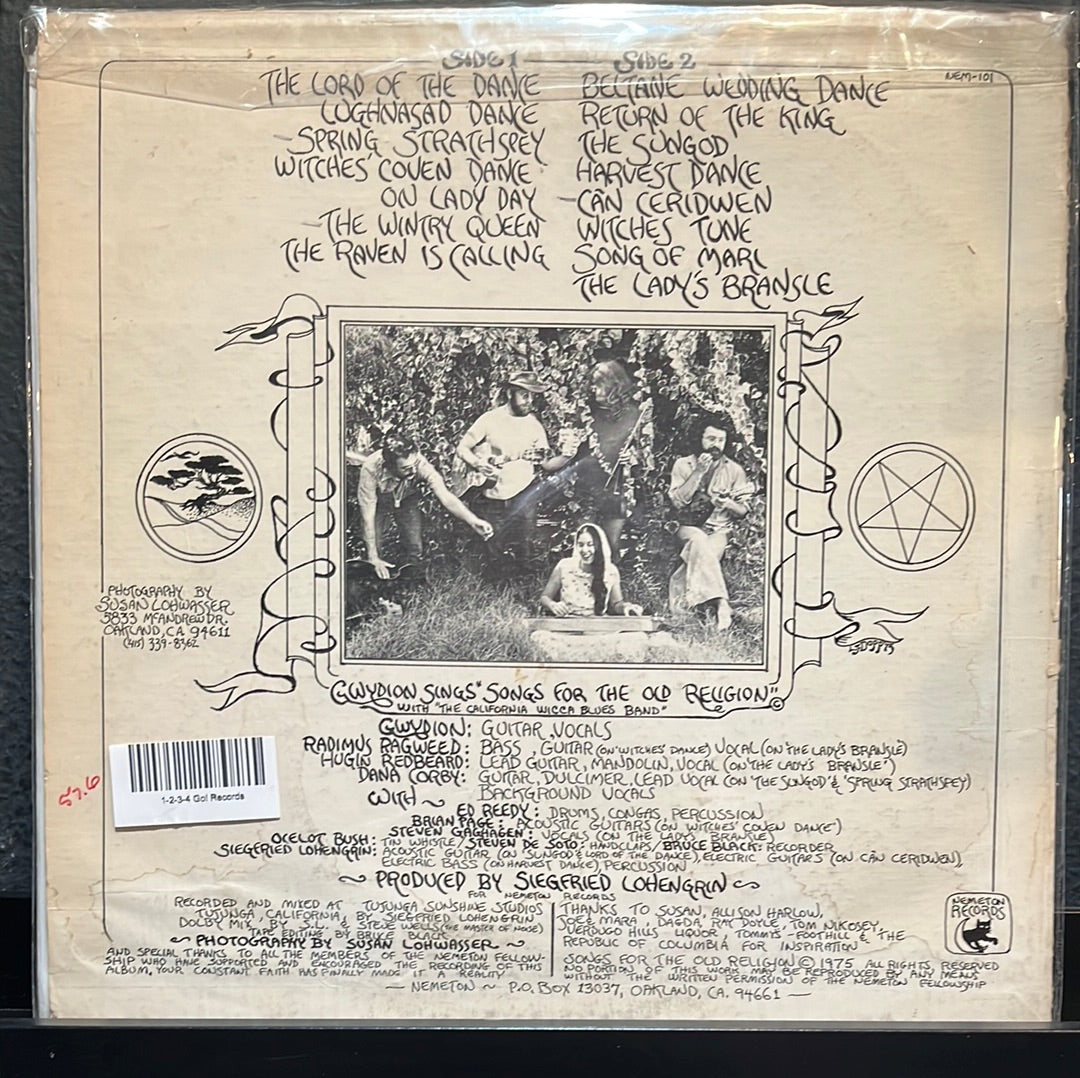 SIDE 1
THE LORD OF THE DANCE
LUGHNASAD DANCE
SPRING STRATHSPEY
WITCHES' COVEN DANCE
ON LADY DAY
THE WINTRY QUEEN
THE RAVEN IS CALLING
SIDE 2
BELTANE WEDDING DANCE
RETURN OF THE KING
THE SUNGOD
HARVEST DANCE
CÂN CERIDWEN
WITCHES TUNE
SONG OF MARI
THE LADY'S BRANSLE
NEM-101
PHOTOGRAPHY BY
SUSAN LOHWASSER
5833 McANDREW DR.
OAKLAND, CA 94611
(415) 339-8362
GWYDION SINGS "SONGS FOR THE OLD RELIGION" ©
WITH "THE CALIFORNIA WICCA BLUES BAND"
GWYDION: GUITAR, VOCALS
RADIMUS RAGWEED: BASS, GUITAR (ON 'WITCHES' DANCE) VOCAL (ON 'THE LADY'S BRANSLE)
HUGIN REDBEARD: LEAD GUITAR, MANDOLIN, VOCAL (ON 'THE LADY'S BRANSLE')
DANA CORBY: GUITAR, DULCIMER, LEAD VOCAL (ON 'THE SUNGOD' & 'SPRING STRATHSPEY)
BACKGROUND VOCALS
WITH ~
ED REEDY: DRUMS, CONGAS, PERCUSSION
BRIAN PAGE: ACOUSTIC GUITARS (ON WITCHES' COVEN DANCE')
STEVEN GAGHAGEN: VOCALS (ON THE LADY'S BRANSLE)
OCELOT BUSH: TIN WHISTLE/STEVEN DE SOTO: HANDCLAPS/BRUCE BLACK: RECORDER
SIEGFRIED LOHENGRIN: ACOUSTIC GUITAR (ON 'SUNGOD' & LORD OF THE DANCE), ELECTRIC GUITARS (ON CÂN CERIDWEN),
ELECTRIC BASS (ON HARVEST DANCE), PERCUSSION
~ PRODUCED BY SIEGFRIED LOHENGRIN ~
FOR NEMETON RECORDS
RECORDED AND MIXED AT TUJUNGA SUNSHINE STUDIOS
TUJUNGA, CALIFORNIA, BY SIEGFRIED LOHENGRIN
DOLBY MIX BY S.L. & STEVE WELLS (THE MASTER OF NOISE)
TAPE EDITING BY BRUCE BLACK
~ PHOTOGRAPHY BY SUSAN LOHWASSER ~
AND SPECIAL THANKS TO ALL THE MEMBERS OF THE NEMETON FELLOW-
SHIP WHO HAVE SUPPORTED AND ENCOURAGED THE RECORDING OF THIS
ALBUM, YOUR CONSTANT FAITH HAS FINALLY MADE IT A REALITY
THANKS TO SUSAN, ALLISON HARLOW,
JOE & MARA, DAGDA, RAY DOYLE, TOM NIKOSEY,
VERDUGO HILLS LIQUOR, TOMMYS - FOOTHILL & THE
REPUBLIC OF COLUMBIA FOR INSPIRATION
SONGS FOR THE OLD RELIGION © 1975 ALL RIGHTS RESERVED
NO PORTION OF THIS WORK MAY BE REPRODUCED BY ANY MEANS
WITHOUT THE WRITTEN PERMISSION OF THE NEMETON FELLOWSHIP
— NEMETON ~ P.O. BOX 13037, OAKLAND, CA. 94661 —
NEMETON
RECORDS
1-2-3-4 Go! Records